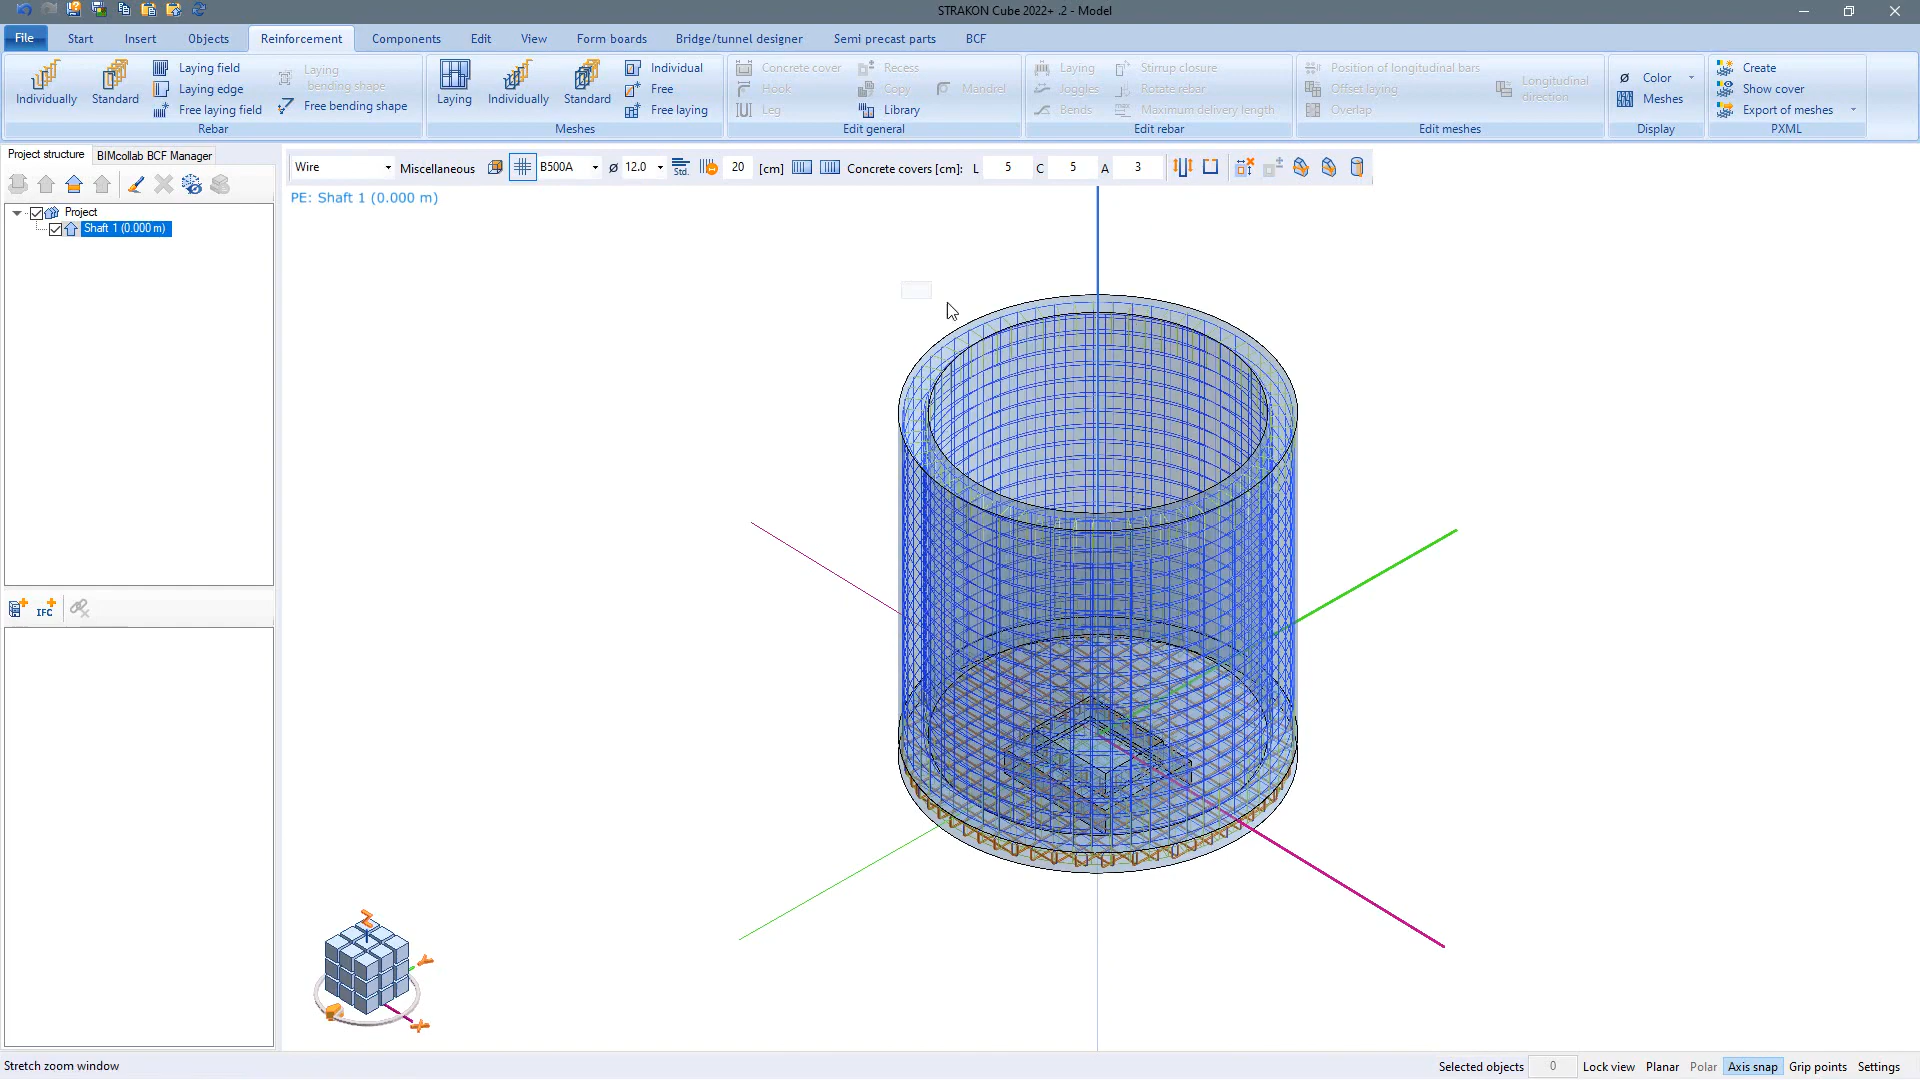 STRAKON Cube 2022+ .2 - Model
File Start Insert Objects Reinforcement Components Edit View Form boards Bridge/tunnel designer Semi precast parts BCF
Individually
Standard
Laying field
Laying edge
Free laying field
Laying
bending shape
Free bending shape
Rebar
Laying
Individually
Standard
Individual
Free
Free laying
Meshes
Concrete cover
Hook
Leg
Recess
Copy
Library
Mandrel
Edit general
Laying
Joggles
Bends
Stirrup closure
Rotate rebar
Maximum delivery length
Edit rebar
Position of longitudinal bars
Offset laying
Overlap
Longitudinal
direction
Edit meshes
Color
Meshes
Display
Create
Show cover
Export of meshes
PXML
Project structure BIMcollab BCF Manager
Wire Miscellaneous B500A ø 12.0 Std. 20 [cm] Concrete covers [cm]: L 5 C 5 A 3
PE: Shaft 1 (0.000 m)
Project
Shaft 1 (0.000 m)
IFC
Z
Y
X
Stretch zoom window
Selected objects 0 Lock view Planar Polar Axis snap Grip points Settings